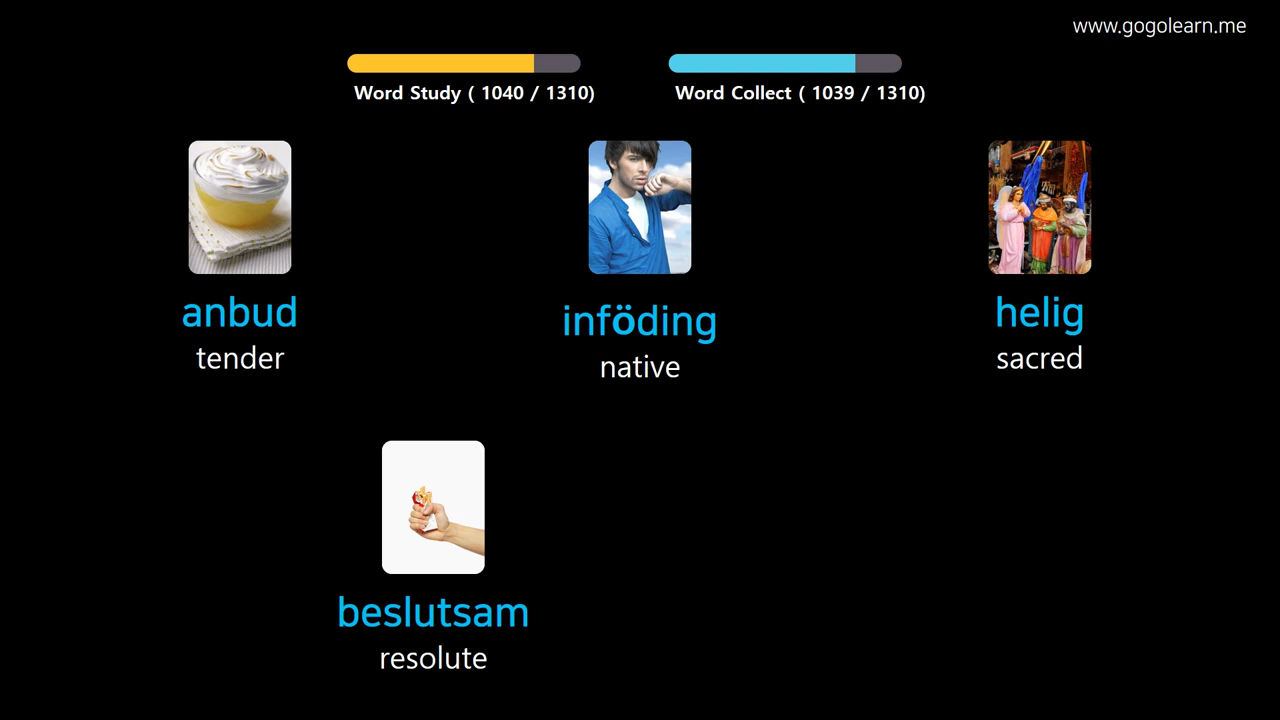 www.gogolearn.me
Word Study ( 1040 / 1310)
Word Collect ( 1039 / 1310)
anbud
tender
inföding
native
helig
sacred
beslutsam
resolute